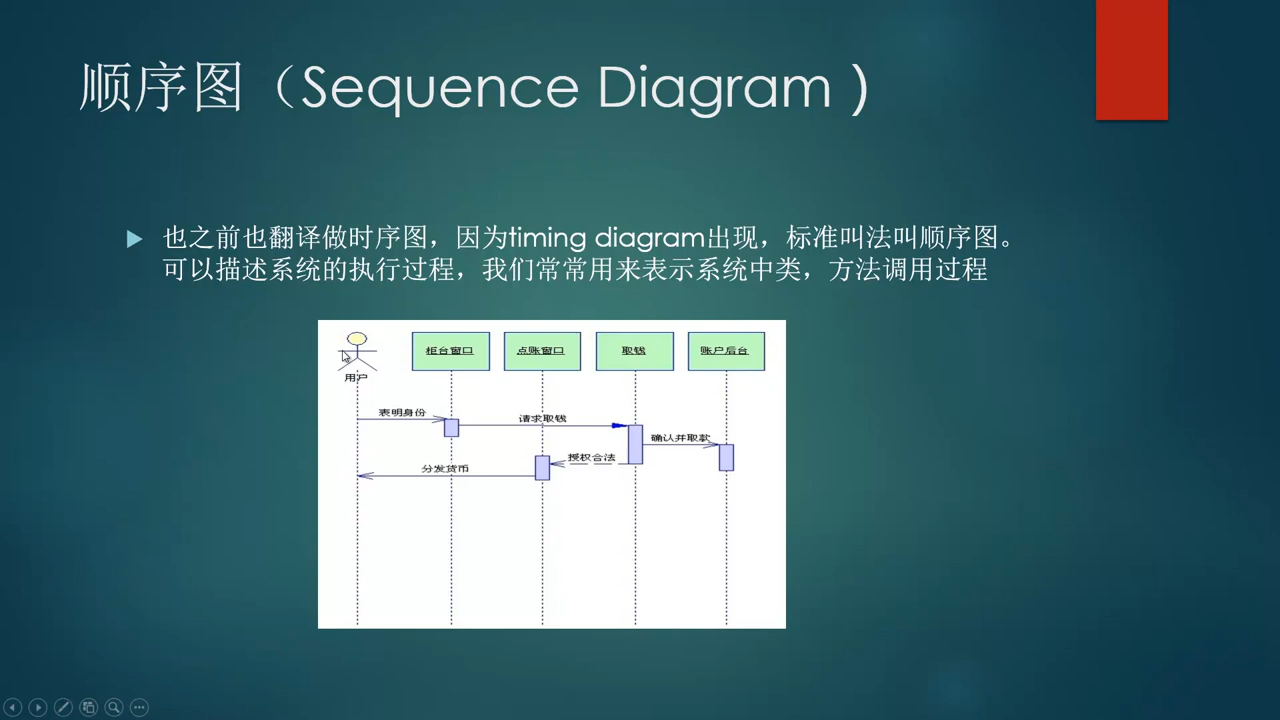 顺序图（Sequence Diagram )
也之前也翻译做时序图，因为timing diagram出现，标准叫法叫顺序图。
可以描述系统的执行过程，我们常常用来表示系统中类，方法调用过程
柜台窗口
点账窗口
取钱
账户后台
用户
表明身份
请求取钱
确认并取款
授权合法
分发货币